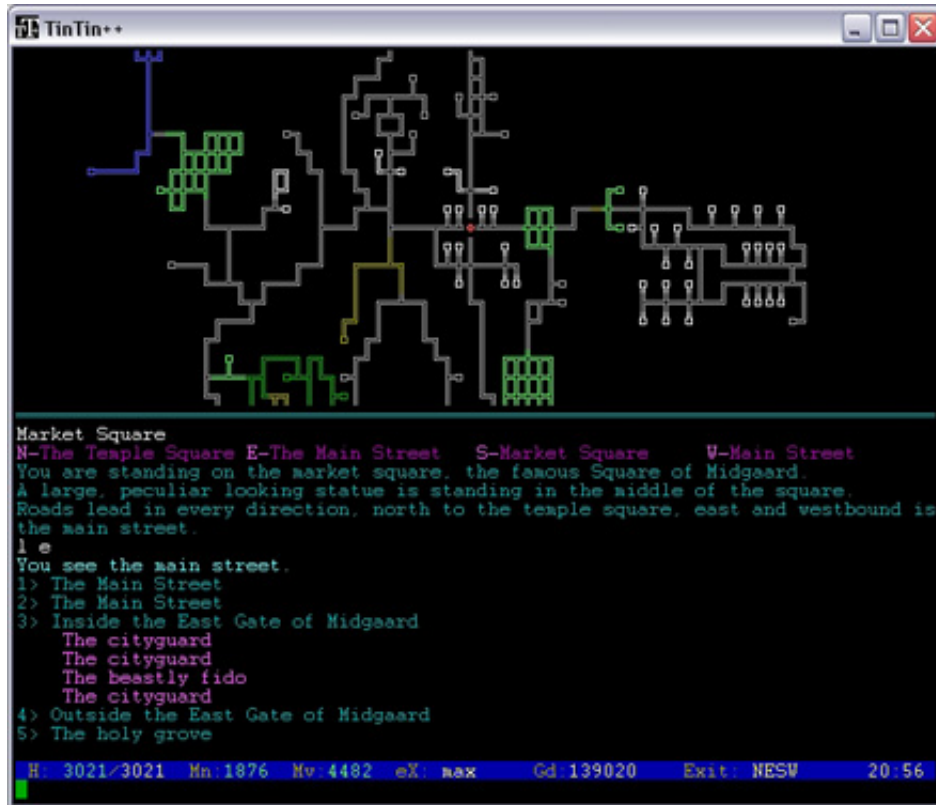 TinTin++
Market Square
N-The Temple Square E-The Main Street S-Market Square W-Main Street
You are standing on the market square, the famous Square of Midgaard.
A large, peculiar looking statue is standing in the middle of the square.
Roads lead in every direction, north to the temple square, east and westbound is
the main street.
l e
You see the main street.
1> The Main Street
2> The Main Street
3> Inside the East Gate of Midgaard
The cityguard
The cityguard
The beastly fido
The cityguard
4> Outside the East Gate of Midgaard
5> The holy grove
H: 3021/3021 Mn:1876 Mv:4482 eX: max Gd:139020 Exit: NESW 20:56